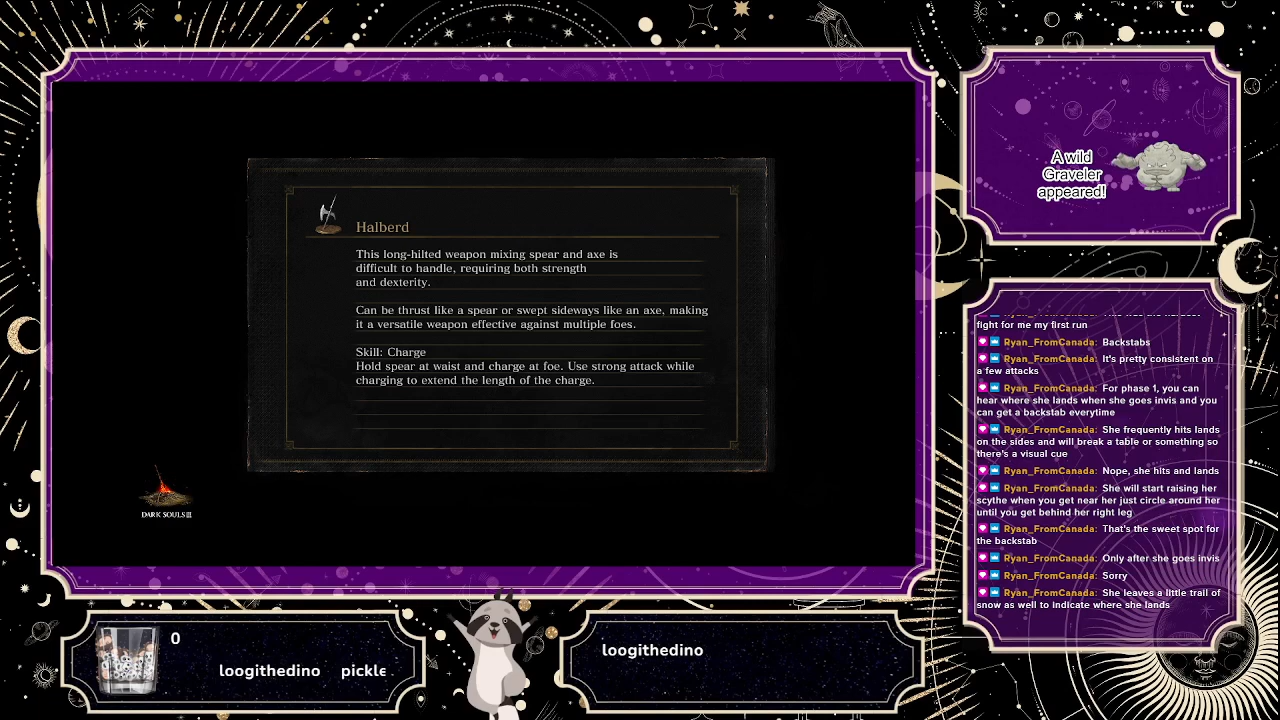 Halberd
This long-hilted weapon mixing spear and axe is
difficult to handle, requiring both strength
and dexterity.
Can be thrust like a spear or swept sideways like an axe, making
it a versatile weapon effective against multiple foes.
Skill: Charge
Hold spear at waist and charge at foe. Use strong attack while
charging to extend the length of the charge.
DARK SOULS III
A wild
Graveler
appeared!
fight for me my first run
Ryan_FromCanada: Backstabs
Ryan_FromCanada: It's pretty consistent on
a few attacks
Ryan_FromCanada: For phase 1, you can
hear where she lands when she goes invis and you
can get a backstab everytime
Ryan_FromCanada: She frequently hits lands
on the sides and will break a table or something so
there's a visual cue
Ryan_FromCanada: Nope, she hits and lands
Ryan_FromCanada: She will start raising her
scythe when you get near her just circle around her
until you get behind her right leg
Ryan_FromCanada: That's the sweet spot for
the backstab
Ryan_FromCanada: Only after she goes invis
Ryan_FromCanada: Sorry
Ryan_FromCanada: She leaves a little trail of
snow as well to indicate where she lands
0
loogithedino pickle
loogithedino